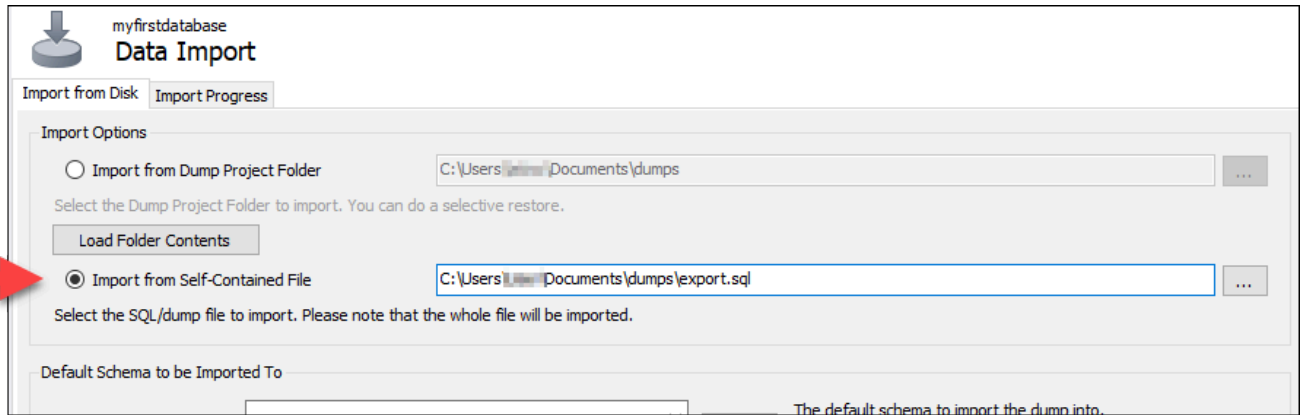 myfirstdatabase
Data Import
Import from Disk Import Progress
Import Options
Import from Dump Project Folder C:\Users \Documents\dumps ...
Select the Dump Project Folder to import. You can do a selective restore.
Load Folder Contents
Import from Self-Contained File C:\Users Documents\dumps\export.sql ...
Select the SQL/dump file to import. Please note that the whole file will be imported.
Default Schema to be Imported To
The default schema to import the dump into.